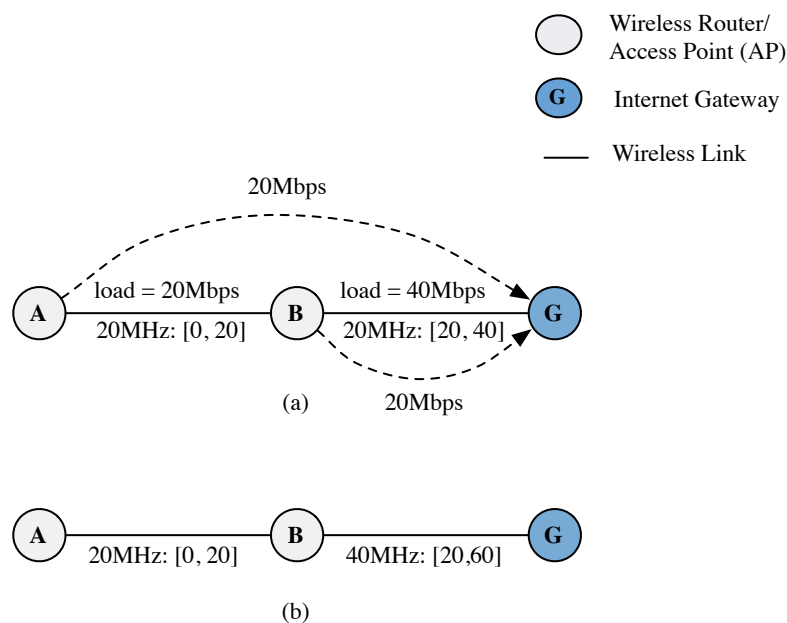 Wireless Router/
Access Point (AP)
G
Internet Gateway
Wireless Link
20Mbps
load = 20Mbps
load = 40Mbps
A
B
G
20MHz: [0, 20]
20MHz: [20, 40]
(a)
20Mbps
A
B
G
20MHz: [0, 20]
40MHz: [20,60]
(b)